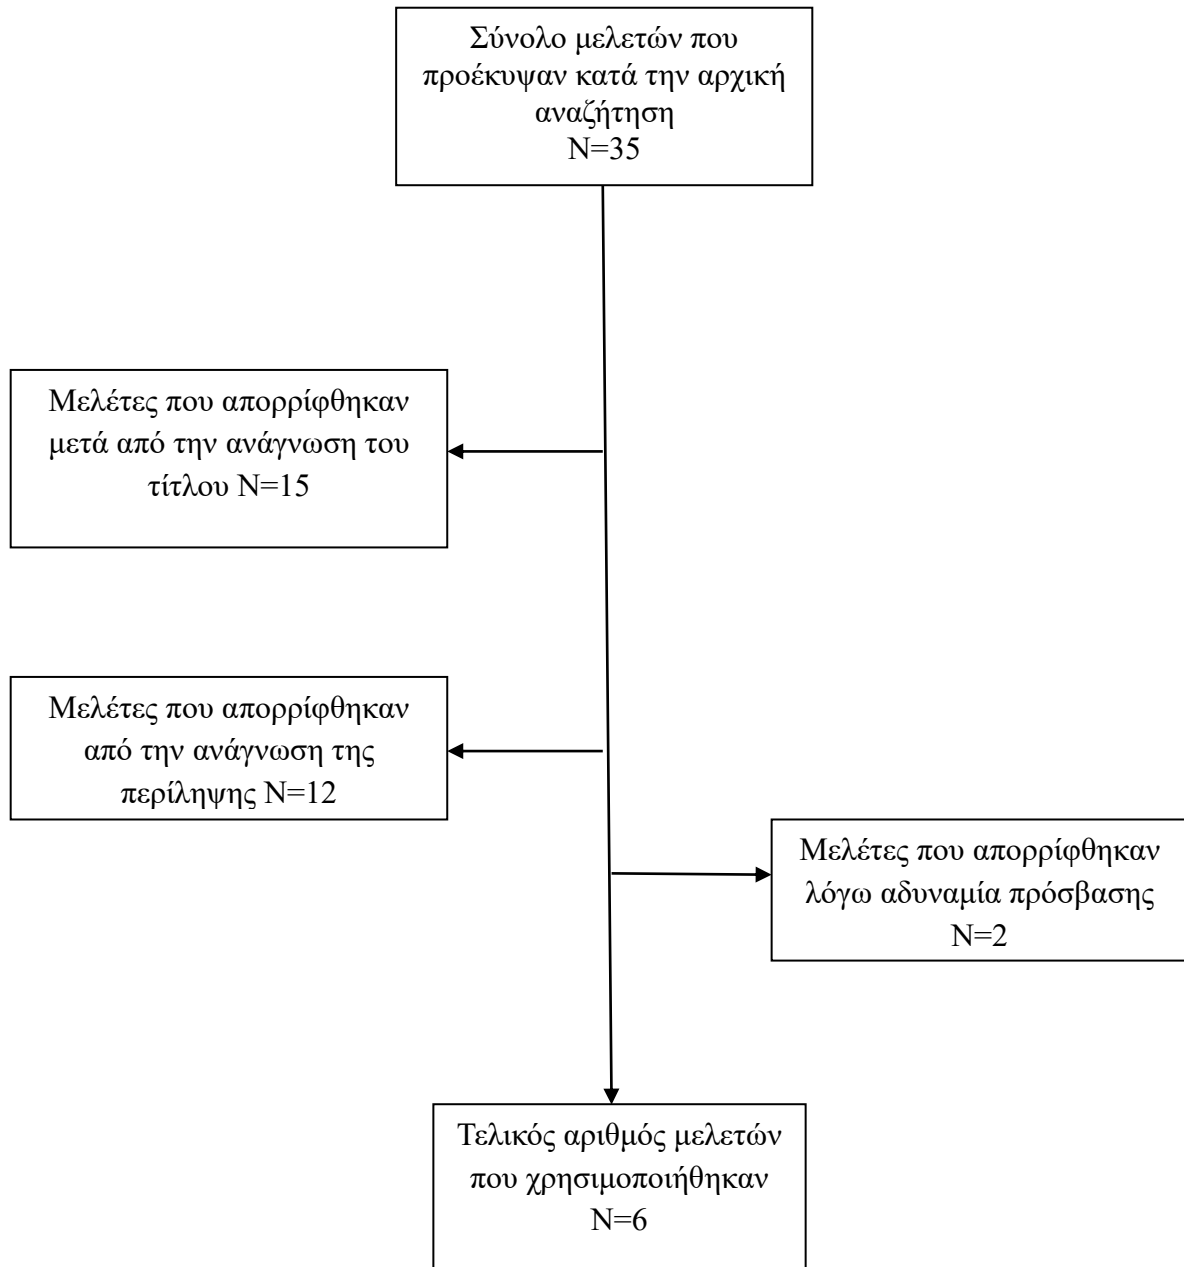 Σύνολο μελετών που
προέκυψαν κατά την αρχική
αναζήτηση
N=35
Μελέτες που απορρίφθηκαν
μετά από την ανάγνωση του
τίτλου N=15
Μελέτες που απορρίφθηκαν
από την ανάγνωση της
περίληψης N=12
Μελέτες που απορρίφθηκαν
λόγω αδυναμία πρόσβασης
N=2
Τελικός αριθμός μελετών
που χρησιμοποιήθηκαν
N=6